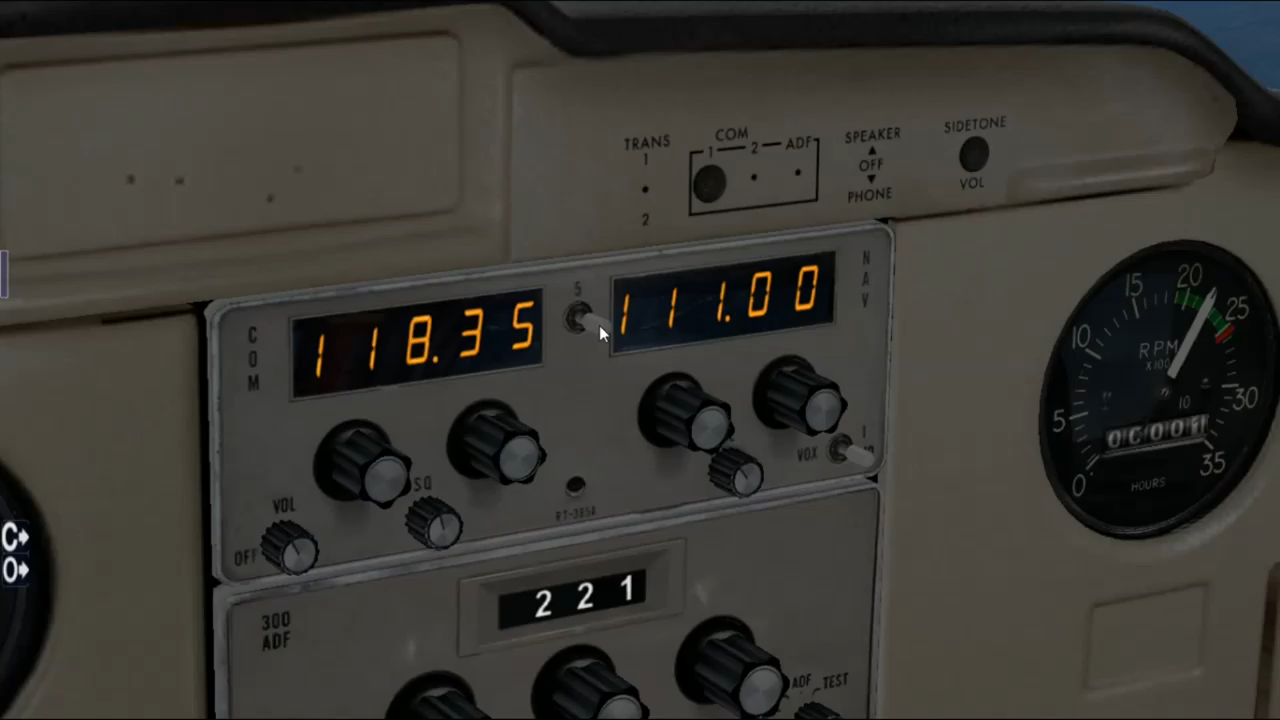 TRANS
1
2
COM
1 2 ADF
SPEAKER
OFF
PHONE
SIDETONE
VOL
COM
118.35
5
111.00
NAV
VOL
OFF
SQ
RT-385A
VOX
300
ADF
221
ADF TEST
0 5 10 15 20 25 30 35
RPM
X100
10
HOURS
C
O